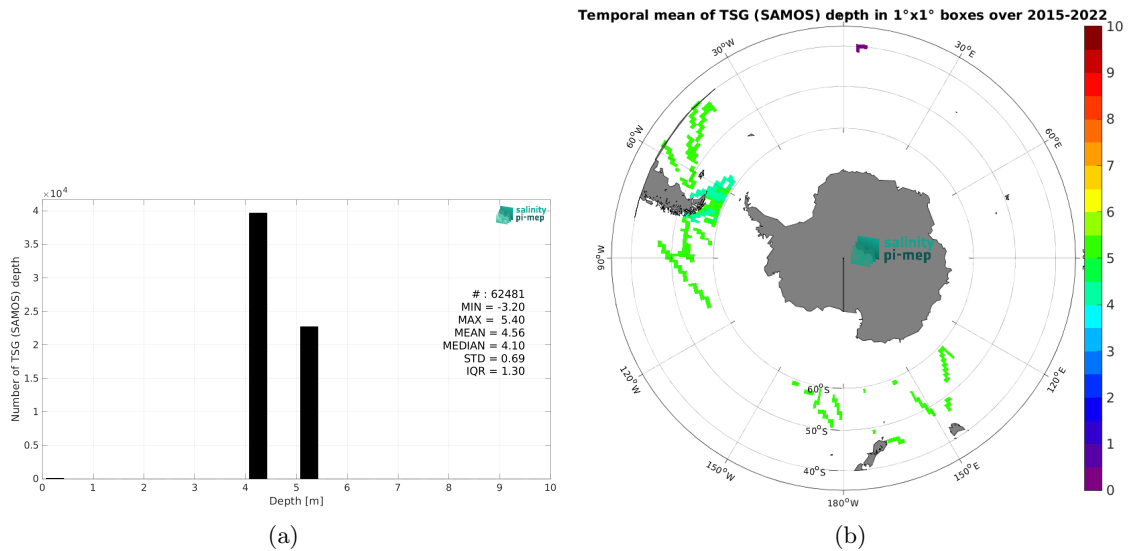 Temporal mean of TSG (SAMOS) depth in 1°x1° boxes over 2015-2022
×10⁴
4
3.5
3
2.5
2
1.5
1
0.5
0
Number of TSG (SAMOS) depth
salinity
pi-mep
# : 62481
MIN = -3.20
MAX = 5.40
MEAN = 4.56
MEDIAN = 4.10
STD = 0.69
IQR = 1.30
0 1 2 3 4 5 6 7 8 9 10
Depth [m]
(a)
30°W
30°E
60°W
60°E
90°W
salinity
pi-mep
120°W
120°E
60°S
50°S
40°S
150°W
150°E
180°W
10
9
8
7
6
5
4
3
2
1
0
(b)